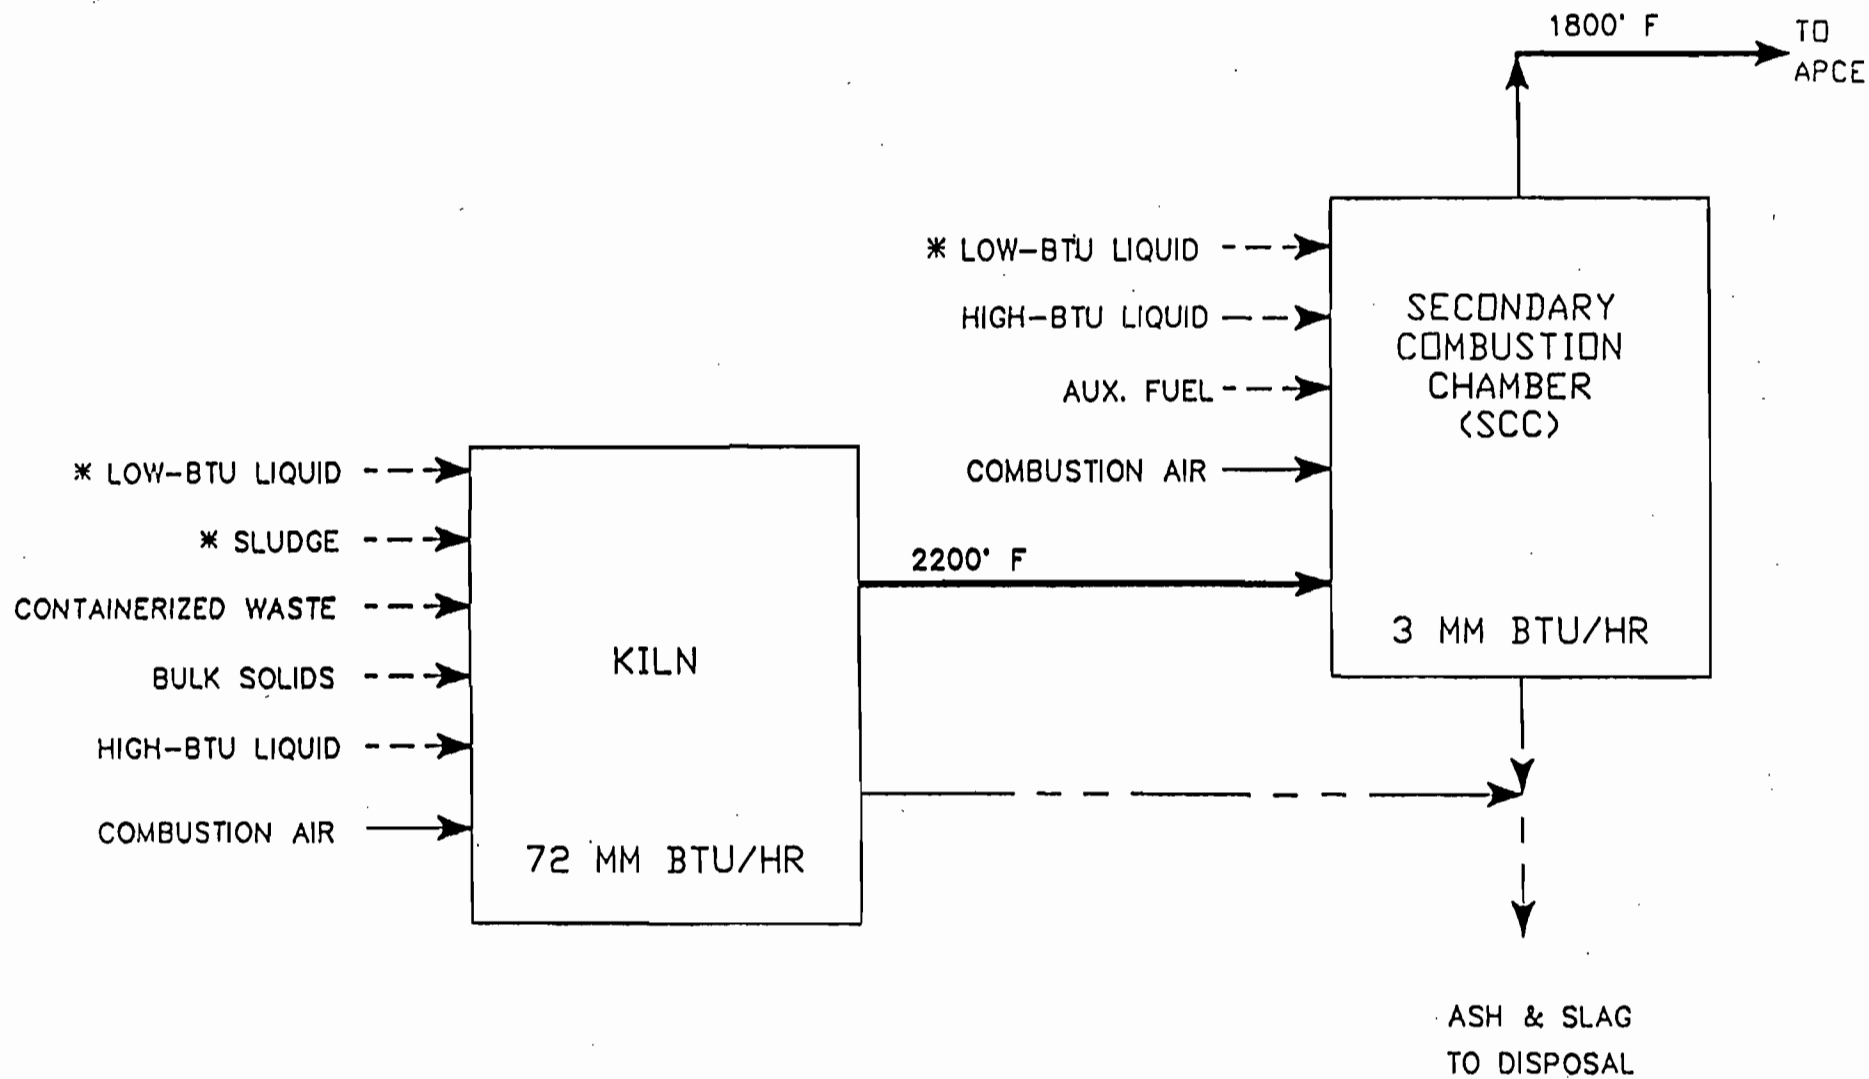 1800° F
TO
APCE
* LOW-BTU LIQUID
HIGH-BTU LIQUID
AUX. FUEL
COMBUSTION AIR
SECONDARY
COMBUSTION
CHAMBER
(SCC)
3 MM BTU/HR
* LOW-BTU LIQUID
* SLUDGE
CONTAINERIZED WASTE
BULK SOLIDS
HIGH-BTU LIQUID
COMBUSTION AIR
KILN
72 MM BTU/HR
2200° F
ASH & SLAG
TO DISPOSAL